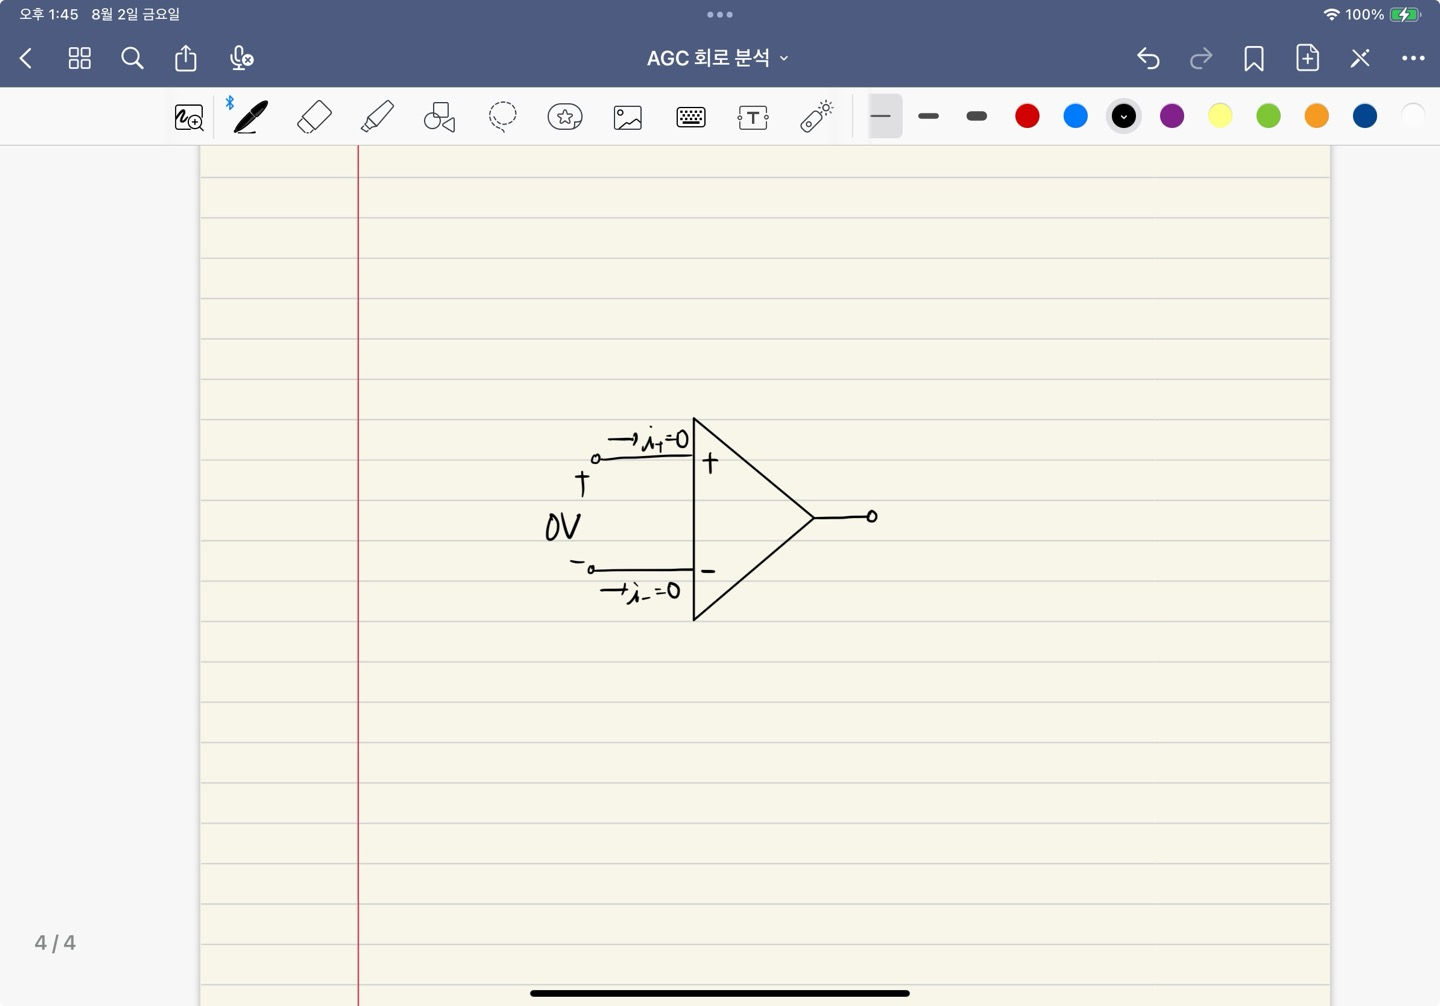 오후 1:45 8월 2일 금요일
100%
AGC 회로 분석
T
→ i₊=0
+
+
0V
-
-
→ i₋=0
4 / 4